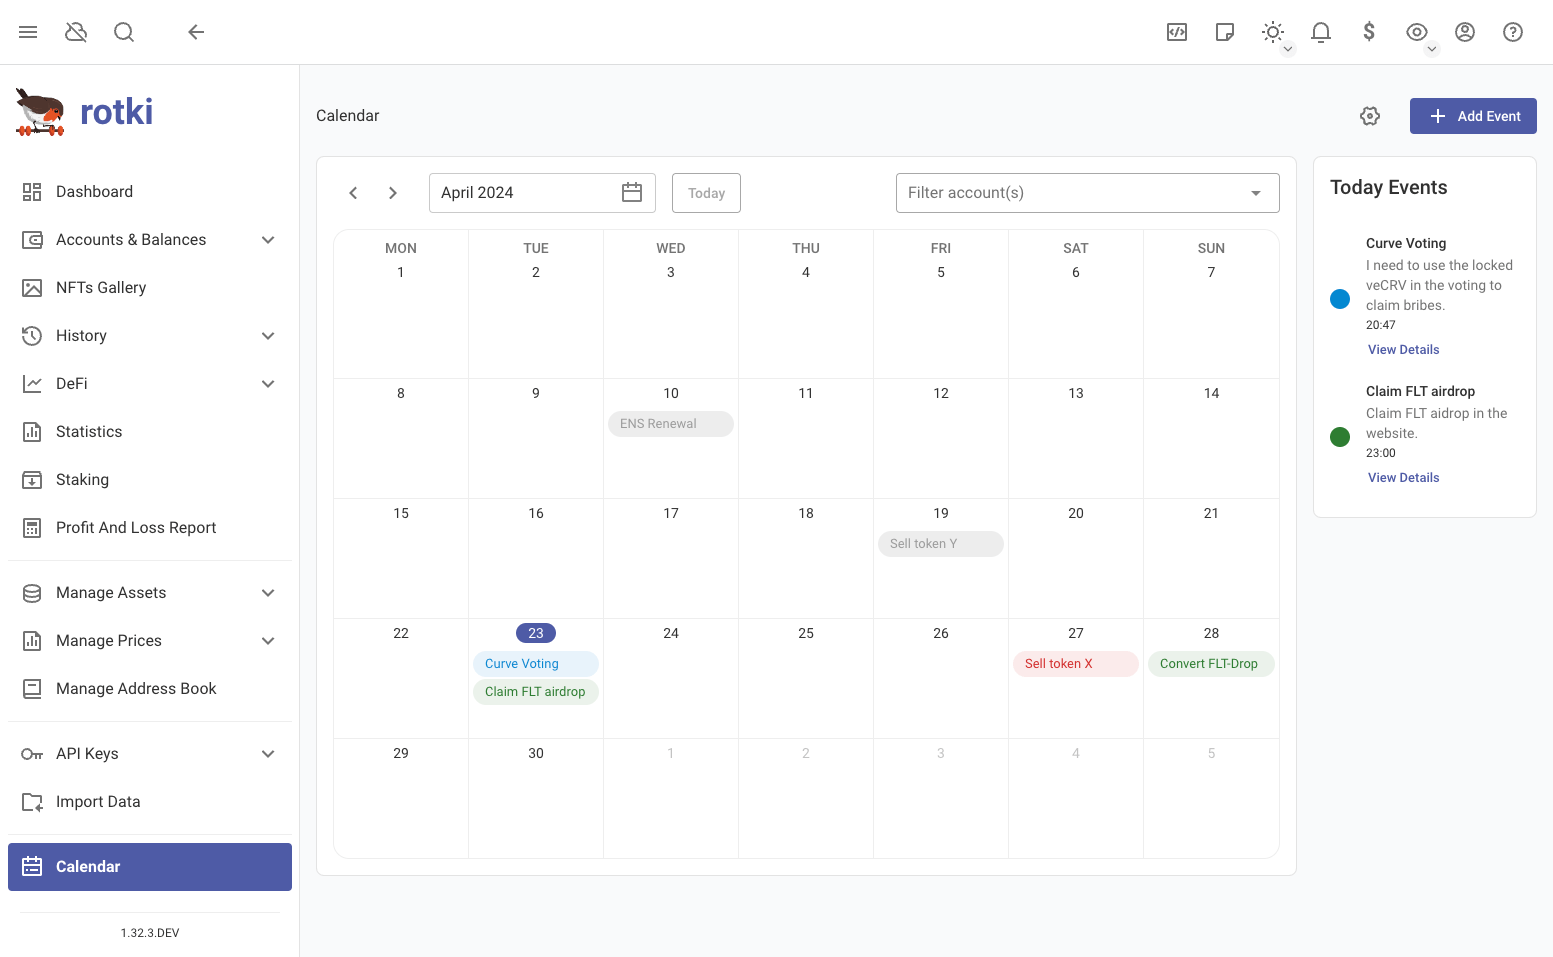 rotki
Dashboard
Accounts & Balances
NFTs Gallery
History
DeFi
Statistics
Staking
Profit And Loss Report
Manage Assets
Manage Prices
Manage Address Book
API Keys
Import Data
Calendar
1.32.3.DEV
Calendar
Add Event
April 2024
Today
Filter account(s)
MON TUE WED THU FRI SAT SUN
1 2 3 4 5 6 7
8 9 10 11 12 13 14
ENS Renewal
15 16 17 18 19 20 21
Sell token Y
22 23 24 25 26 27 28
Curve Voting Sell token X Convert FLT-Drop
Claim FLT airdrop
29 30 1 2 3 4 5
Today Events
Curve Voting
I need to use the locked
veCRV in the voting to
claim bribes.
20:47
View Details
Claim FLT airdrop
Claim FLT aidrop in the
website.
23:00
View Details